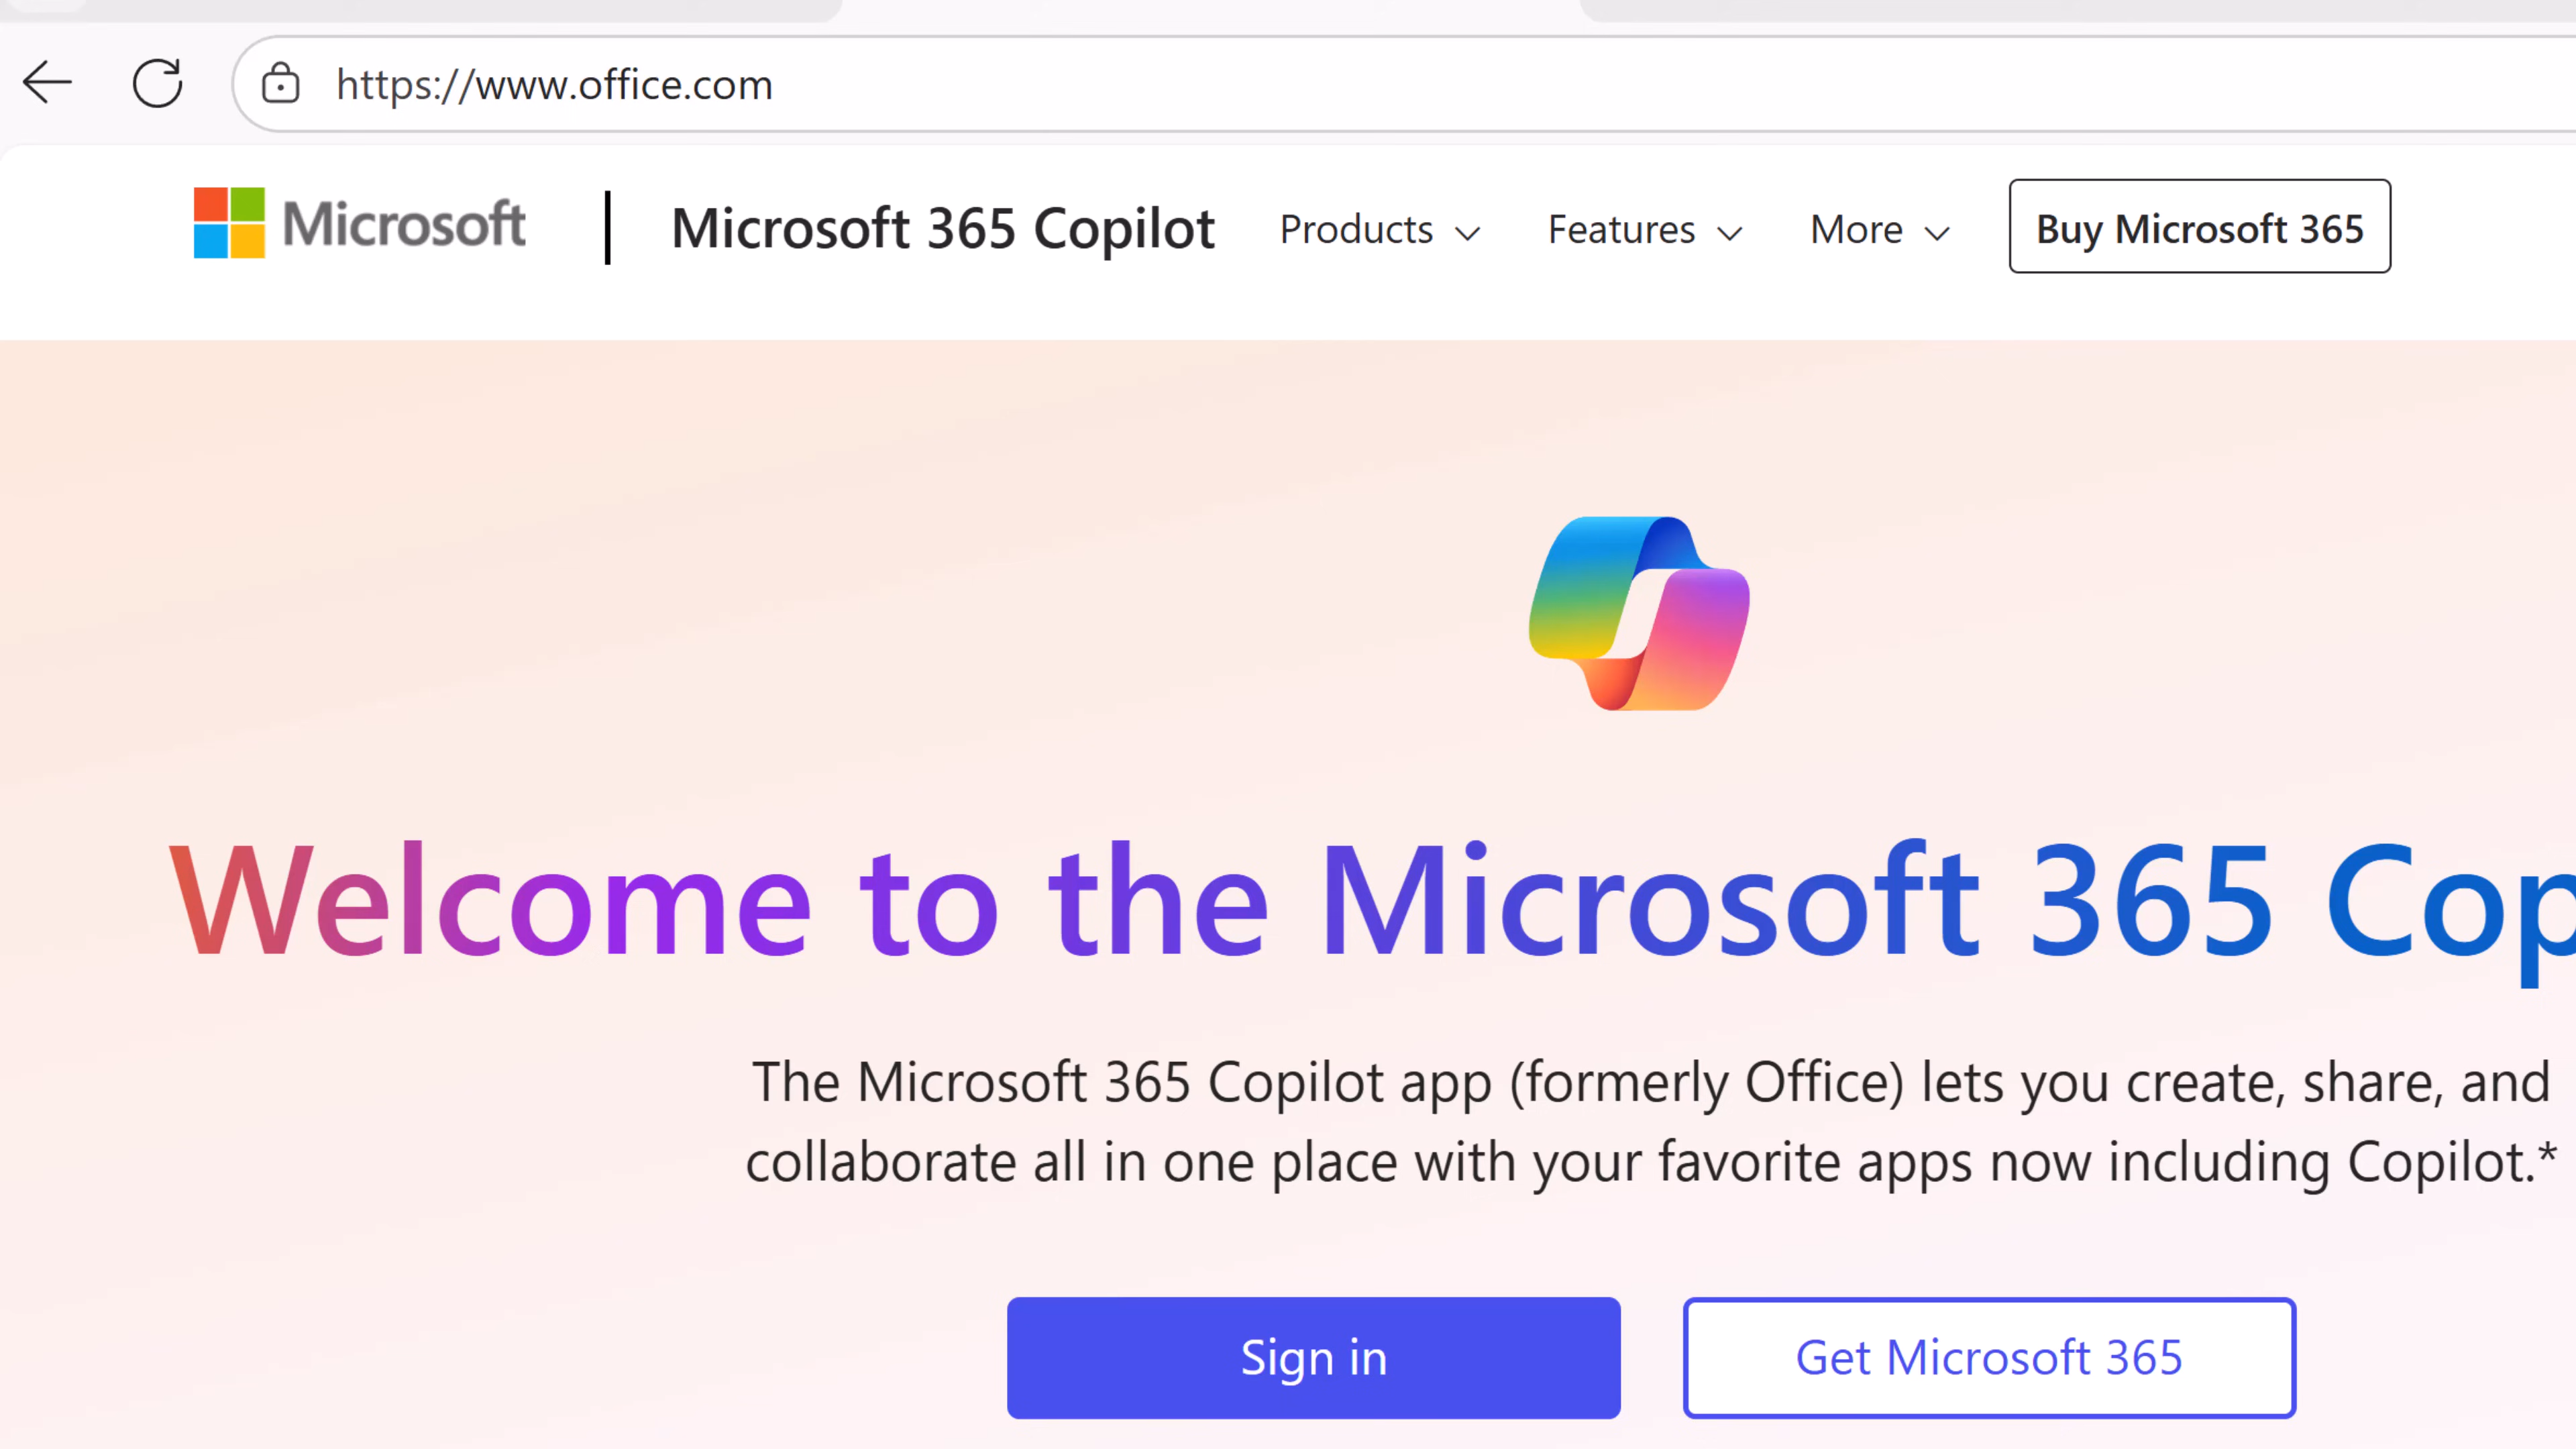 https://www.office.com
Microsoft
Microsoft 365 Copilot
Products
Features
More
Buy Microsoft 365
Welcome to the Microsoft 365 Cop
The Microsoft 365 Copilot app (formerly Office) lets you create, share, and
collaborate all in one place with your favorite apps now including Copilot.*
Sign in
Get Microsoft 365